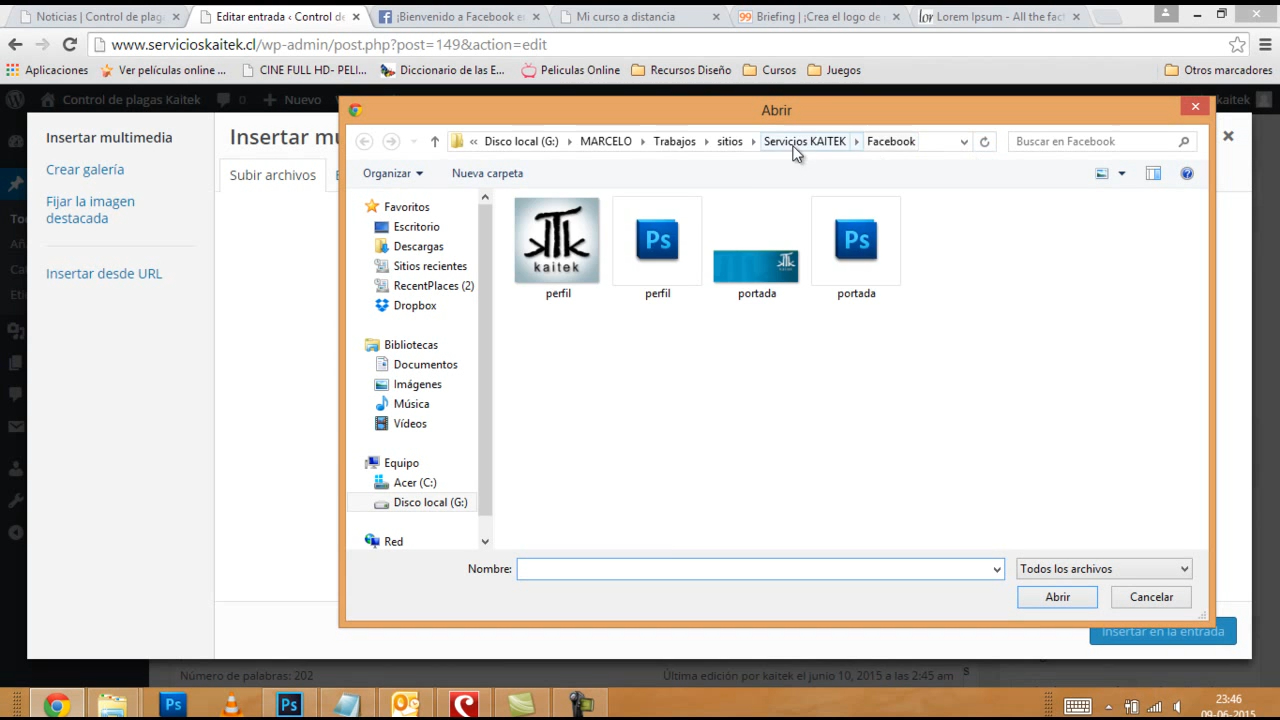 Noticias | Control de plag
Editar entrada ‹ Control d
¡Bienvenido a Facebook e
Mi curso a distancia
Briefing | ¡Crea el logo de
Lorem Ipsum - All the fac
www.servicioskaitek.cl/wp-admin/post.php?post=149&action=edit
Aplicaciones
Ver películas online ...
CINE FULL HD- PELI...
Diccionario de las E...
Peliculas Online
Recursos Diseño
Cursos
Juegos
Otros marcadores
Control de plagas Kaitek
0
Nuevo
kaitek
Abrir
Insertar multimedia
Crear galería
Fijar la imagen
destacada
Insertar desde URL
Insertar mu
Subir archivos
« Disco local (G:) MARCELO Trabajos sitios Servicios KAITEK Facebook
Buscar en Facebook
Organizar
Nueva carpeta
Favoritos
Escritorio
Descargas
Sitios recientes
RecentPlaces (2)
Dropbox
Bibliotecas
Documentos
Imágenes
Música
Vídeos
Equipo
Acer (C:)
Disco local (G:)
Red
kTk
kaitek
perfil
Ps
perfil
portada
Ps
portada
Nombre:
Todos los archivos
Abrir
Cancelar
Insertar en la entrada
Número de palabras: 202
Última edición por kaitek el junio 10, 2015 a las 2:45 am
Ps
Ps
23:46
09-06-2015